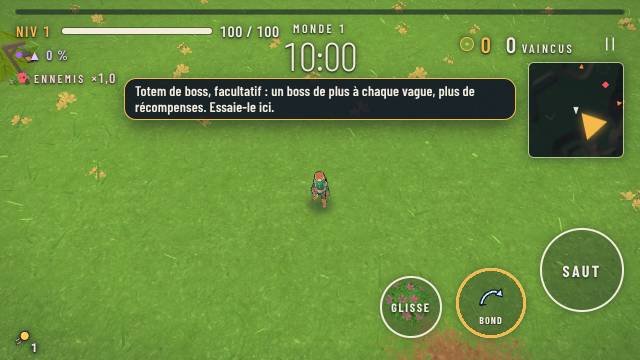 NIV 1
100 / 100
MONDE 1
10:00
0
0 VAINCUS
0 %
ENNEMIS ×1,0
Totem de boss, facultatif : un boss de plus à chaque vague, plus de
récompenses. Essaie-le ici.
SAUT
GLISSE
BOND
1